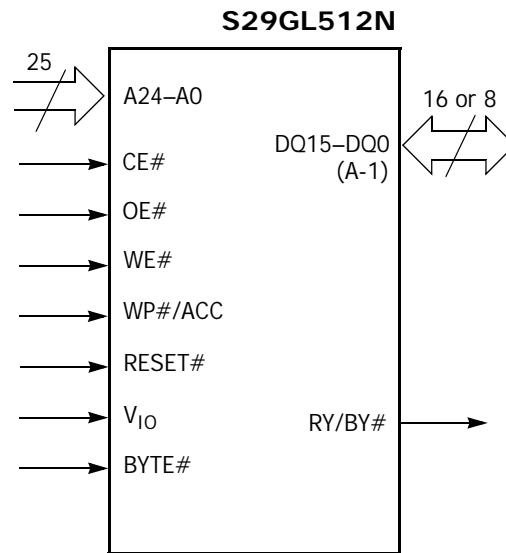 S29GL512N
25
A24–A0
16 or 8
DQ15–DQ0
(A-1)
CE#
OE#
WE#
WP#/ACC
RESET#
VIO
RY/BY#
BYTE#